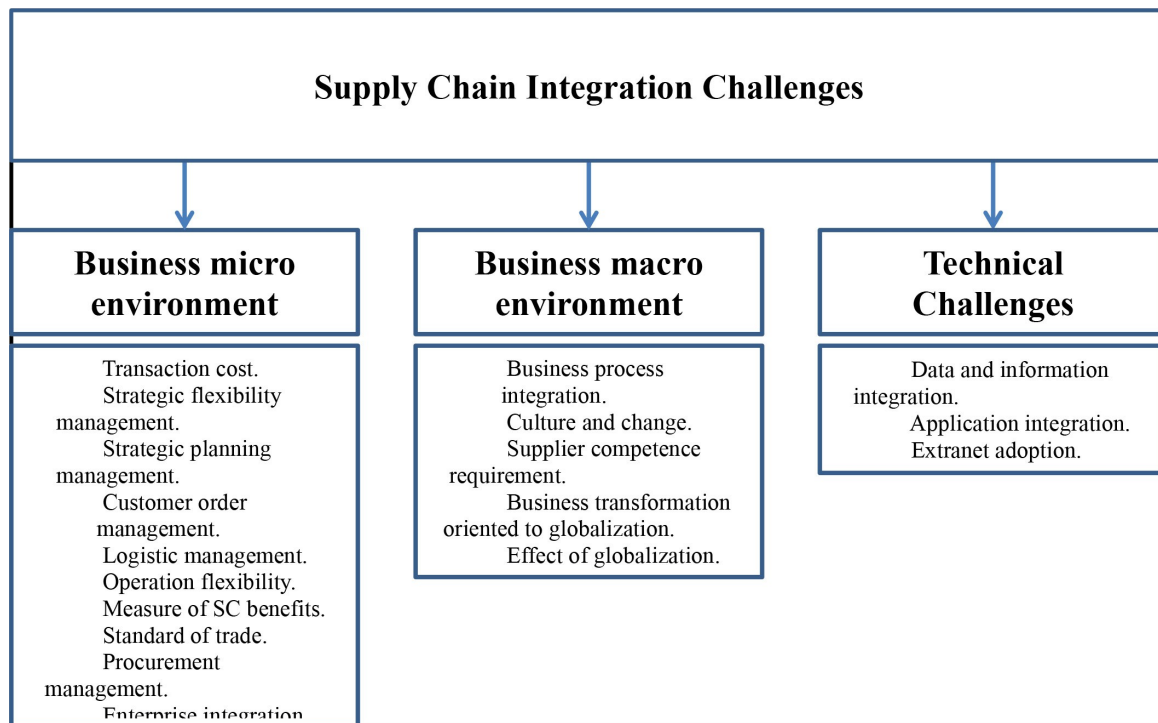 Supply Chain Integration Challenges
Business micro
environment
Transaction cost.
Strategic flexibility
management.
Strategic planning
management.
Customer order
management.
Logistic management.
Operation flexibility.
Measure of SC benefits.
Standard of trade.
Procurement
management.
Enterprise integration
Business macro
environment
Business process
integration.
Culture and change.
Supplier competence
requirement.
Business transformation
oriented to globalization.
Effect of globalization.
Technical
Challenges
Data and information
integration.
Application integration.
Extranet adoption.